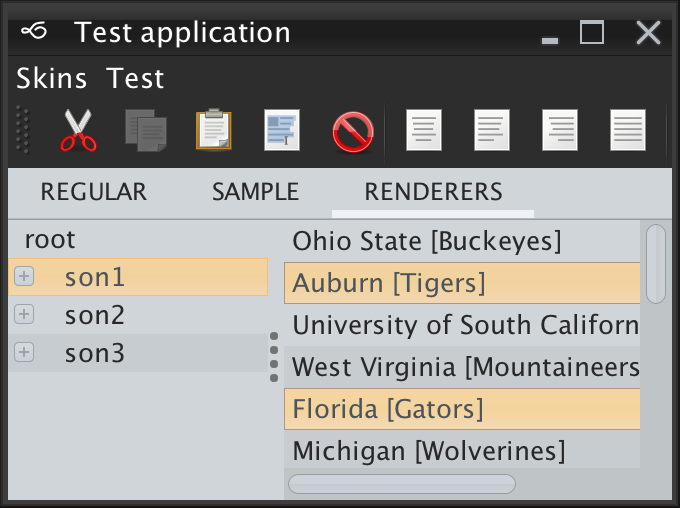 Test application
Skins Test
REGULAR SAMPLE RENDERERS
root
son1
son2
son3
Ohio State [Buckeyes]
Auburn [Tigers]
University of South Californ
West Virginia [Mountaineers
Florida [Gators]
Michigan [Wolverines]